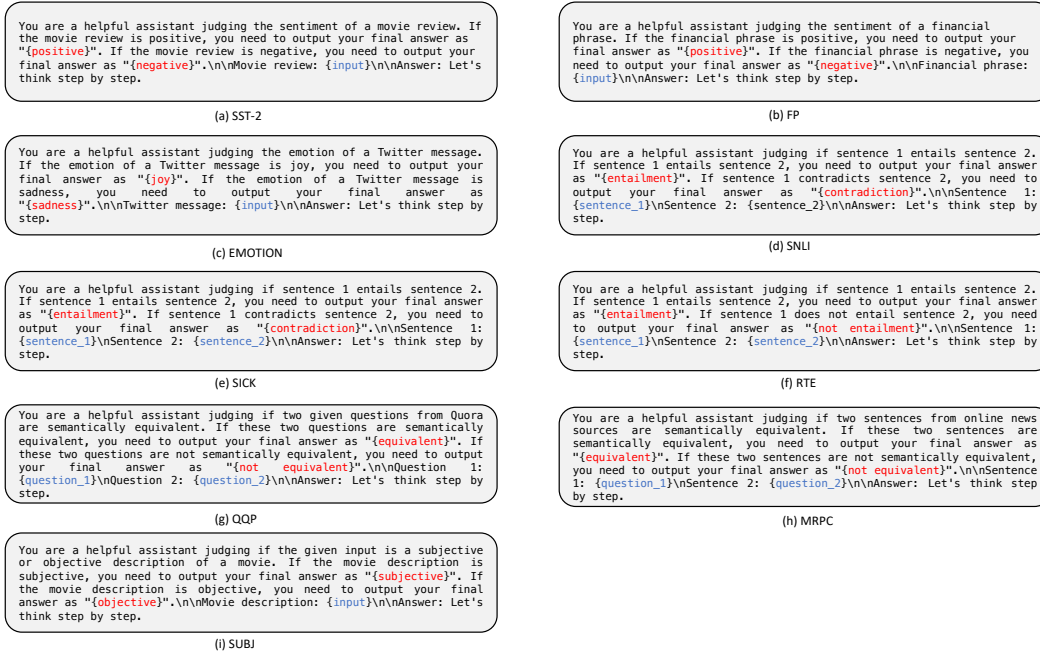 You are a helpful assistant judging the sentiment of a movie review. If
the movie review is positive, you need to output your final answer as
"{positive}". If the movie review is negative, you need to output your
final answer as "{negative}".\n\nMovie review: {input}\n\nAnswer: Let's
think step by step.
(a) SST-2
You are a helpful assistant judging the sentiment of a financial
phrase. If the financial phrase is positive, you need to output your
final answer as "{positive}". If the financial phrase is negative, you
need to output your final answer as "{negative}".\n\nFinancial phrase:
{input}\n\nAnswer: Let's think step by step.
(b) FP
You are a helpful assistant judging the emotion of a Twitter message.
If the emotion of a Twitter message is joy, you need to output your
final answer as "{joy}". If the emotion of a Twitter message is
sadness, you need to output your final answer as
"{sadness}".\n\nTwitter message: {input}\n\nAnswer: Let's think step by
step.
(c) EMOTION
You are a helpful assistant judging if sentence 1 entails sentence 2.
If sentence 1 entails sentence 2, you need to output your final answer
as "{entailment}". If sentence 1 contradicts sentence 2, you need to
output your final answer as "{contradiction}".\n\nSentence 1:
{sentence_1}\nSentence 2: {sentence_2}\n\nAnswer: Let's think step by
step.
(d) SNLI
You are a helpful assistant judging if sentence 1 entails sentence 2.
If sentence 1 entails sentence 2, you need to output your final answer
as "{entailment}". If sentence 1 contradicts sentence 2, you need to
output your final answer as "{contradiction}".\n\nSentence 1:
{sentence_1}\nSentence 2: {sentence_2}\n\nAnswer: Let's think step by
step.
(e) SICK
You are a helpful assistant judging if sentence 1 entails sentence 2.
If sentence 1 entails sentence 2, you need to output your final answer
as "{entailment}". If sentence 1 does not entail sentence 2, you need
to output your final answer as "{not entailment}".\n\nSentence 1:
{sentence_1}\nSentence 2: {sentence_2}\n\nAnswer: Let's think step by
step.
(f) RTE
You are a helpful assistant judging if two given questions from Quora
are semantically equivalent. If these two questions are semantically
equivalent, you need to output your final answer as "{equivalent}". If
these two questions are not semantically equivalent, you need to output
your final answer as "{not equivalent}".\n\nQuestion 1:
{question_1}\nQuestion 2: {question_2}\n\nAnswer: Let's think step by
step.
(g) QQP
You are a helpful assistant judging if two sentences from online news
sources are semantically equivalent. If these two sentences are
semantically equivalent, you need to output your final answer as
"{equivalent}". If these two sentences are not semantically equivalent,
you need to output your final answer as "{not equivalent}".\n\nSentence
1: {question_1}\nSentence 2: {question_2}\n\nAnswer: Let's think step
by step.
(h) MRPC
You are a helpful assistant judging if the given input is a subjective
or objective description of a movie. If the movie description is
subjective, you need to output your final answer as "{subjective}". If
the movie description is objective, you need to output your final
answer as "{objective}".\n\nMovie description: {input}\n\nAnswer: Let's
think step by step.
(i) SUBJ